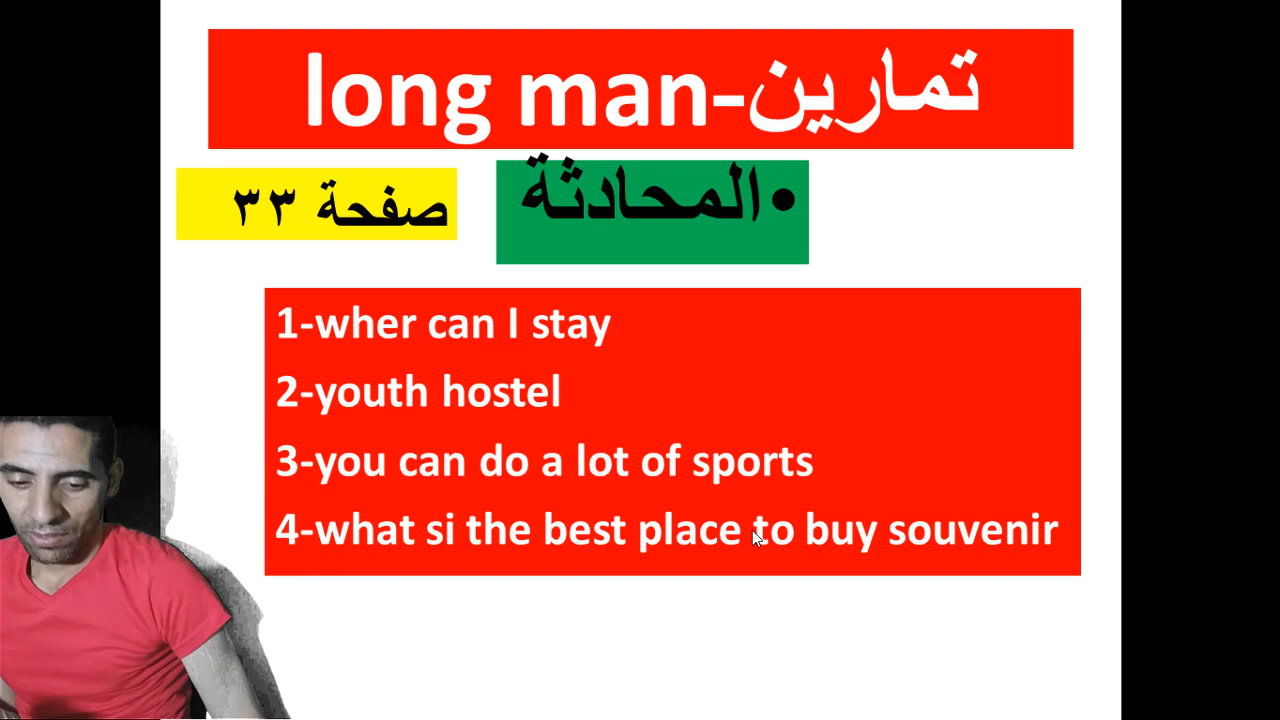 تمارين-long man
•المحادثة
صفحة ٣٣
1-wher can I stay
2-youth hostel
3-you can do a lot of sports
4-what si the best place to buy souvenir